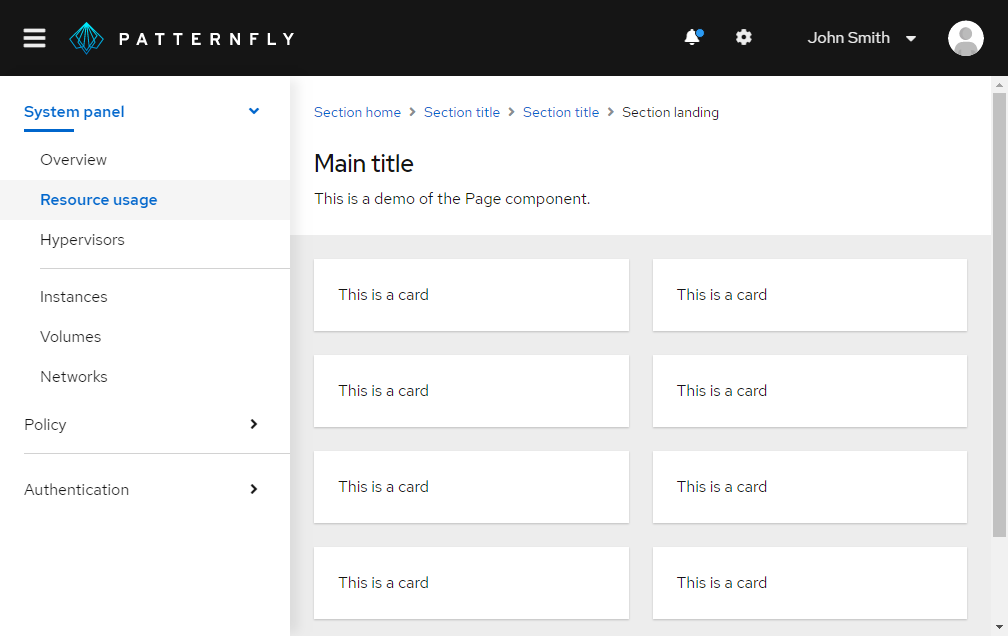 PATTERNFLY
John Smith
System panel
Overview
Resource usage
Hypervisors
Instances
Volumes
Networks
Policy
Authentication
Section home > Section title > Section title > Section landing
Main title
This is a demo of the Page component.
This is a card
This is a card
This is a card
This is a card
This is a card
This is a card
This is a card
This is a card